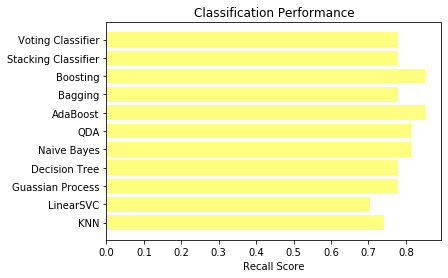 Classification Performance
Voting Classifier
Stacking Classifier
Boosting
Bagging
AdaBoost
QDA
Naive Bayes
Decision Tree
Guassian Process
LinearSVC
KNN
0.0 0.1 0.2 0.3 0.4 0.5 0.6 0.7 0.8
Recall Score